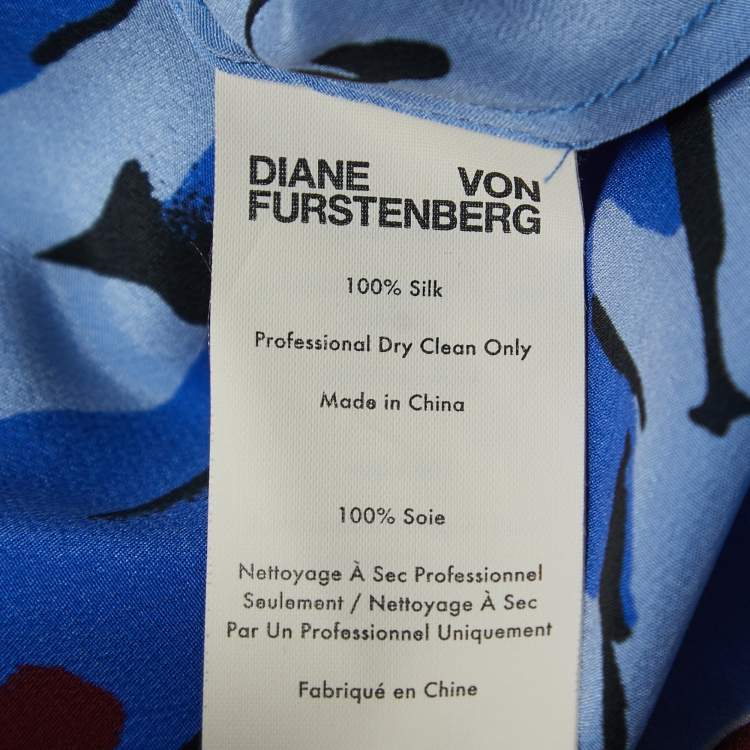 DIANE VON
FURSTENBERG
100% Silk
Professional Dry Clean Only
Made in China
100% Soie
Nettoyage À Sec Professionnel
Seulement / Nettoyage À Sec
Par Un Professionnel Uniquement
Fabriqué en Chine